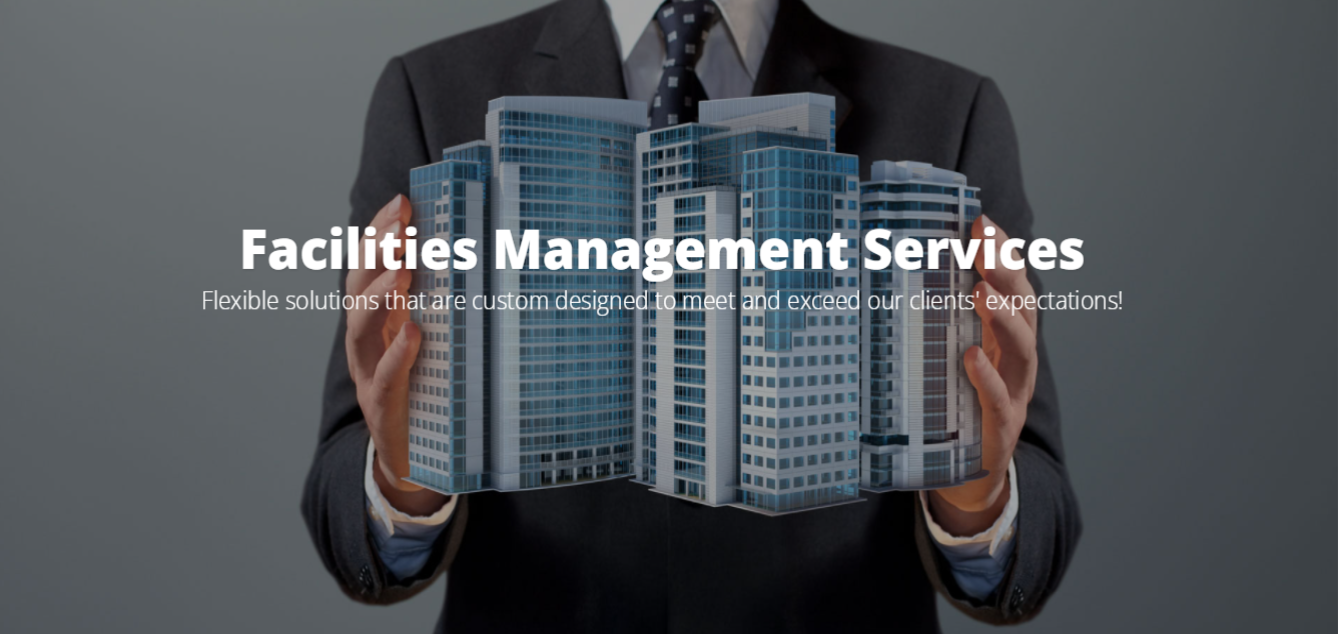 Facilities Management Services
Flexible solutions that are custom designed to meet and exceed our clients' expectations!